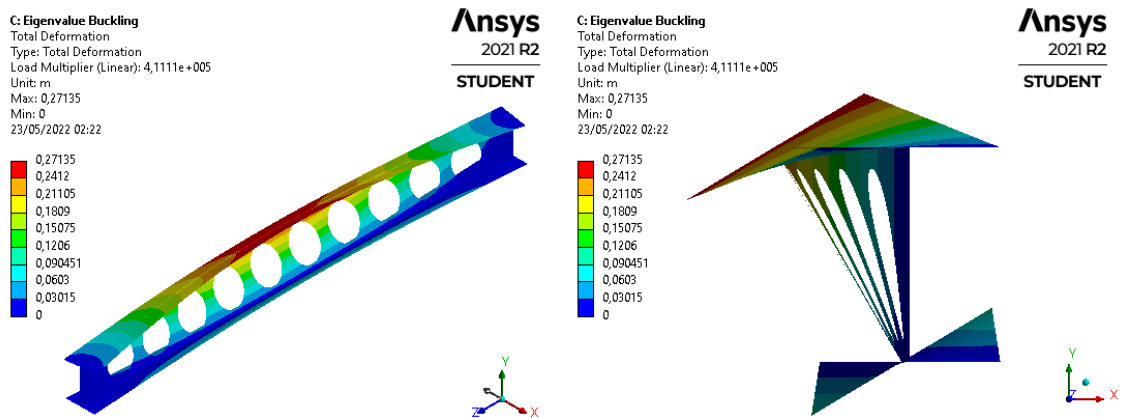 C: Eigenvalue Buckling
Total Deformation
Type: Total Deformation
Load Multiplier (Linear): 4,1111e+005
Unit: m
Max: 0,27135
Min: 0
23/05/2022 02:22
0,27135
0,2412
0,21105
0,1809
0,15075
0,1206
0,090451
0,0603
0,03015
0
Ansys
2021 R2
STUDENT
Y
Z
X
C: Eigenvalue Buckling
Total Deformation
Type: Total Deformation
Load Multiplier (Linear): 4,1111e+005
Unit: m
Max: 0,27135
Min: 0
23/05/2022 02:22
0,27135
0,2412
0,21105
0,1809
0,15075
0,1206
0,090451
0,0603
0,03015
0
Ansys
2021 R2
STUDENT
Y
Z
X